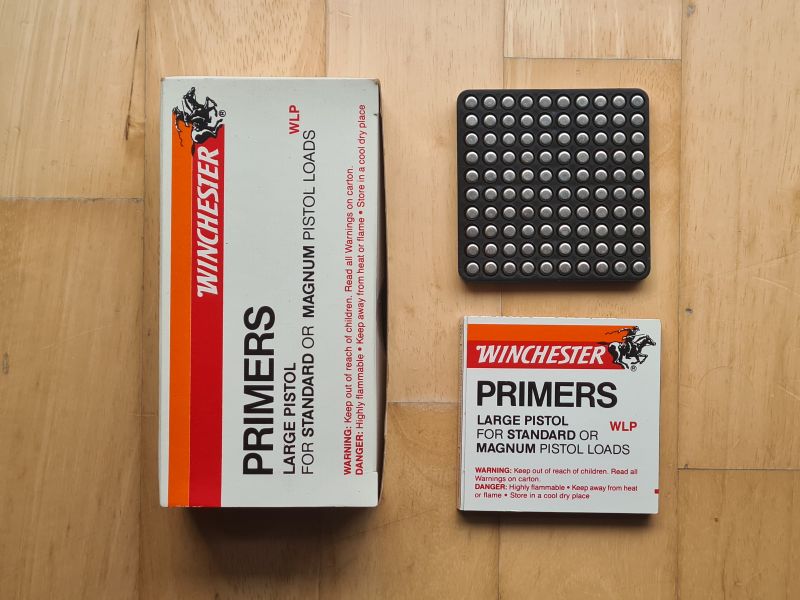 WINCHESTER
®
PRIMERS
LARGE PISTOL
WLP
FOR STANDARD OR MAGNUM PISTOL LOADS
WARNING: Keep out of reach of children. Read all Warnings on carton.
DANGER: Highly flammable • Keep away from heat or flame • Store in a cool dry place
WINCHESTER
®
PRIMERS
LARGE PISTOL
WLP
FOR STANDARD OR
MAGNUM PISTOL LOADS
WARNING: Keep out of reach of children. Read all
Warnings on carton.
DANGER: Highly flammable • Keep away from heat
or flame • Store in a cool dry place